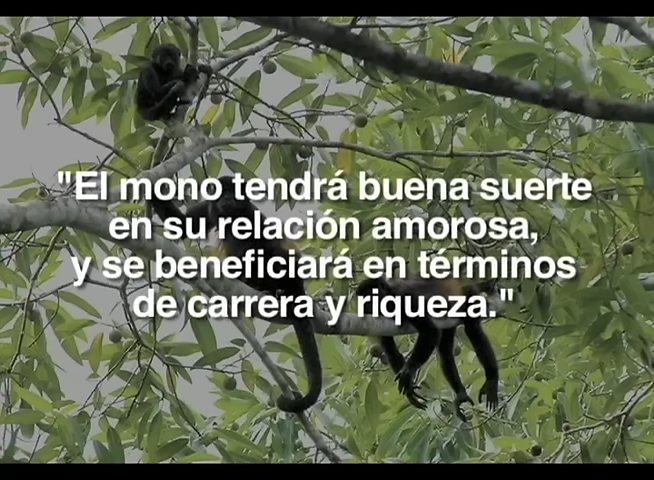 "El mono tendrá buena suerte
en su relación amorosa,
y se beneficiará en términos
de carrera y riqueza."